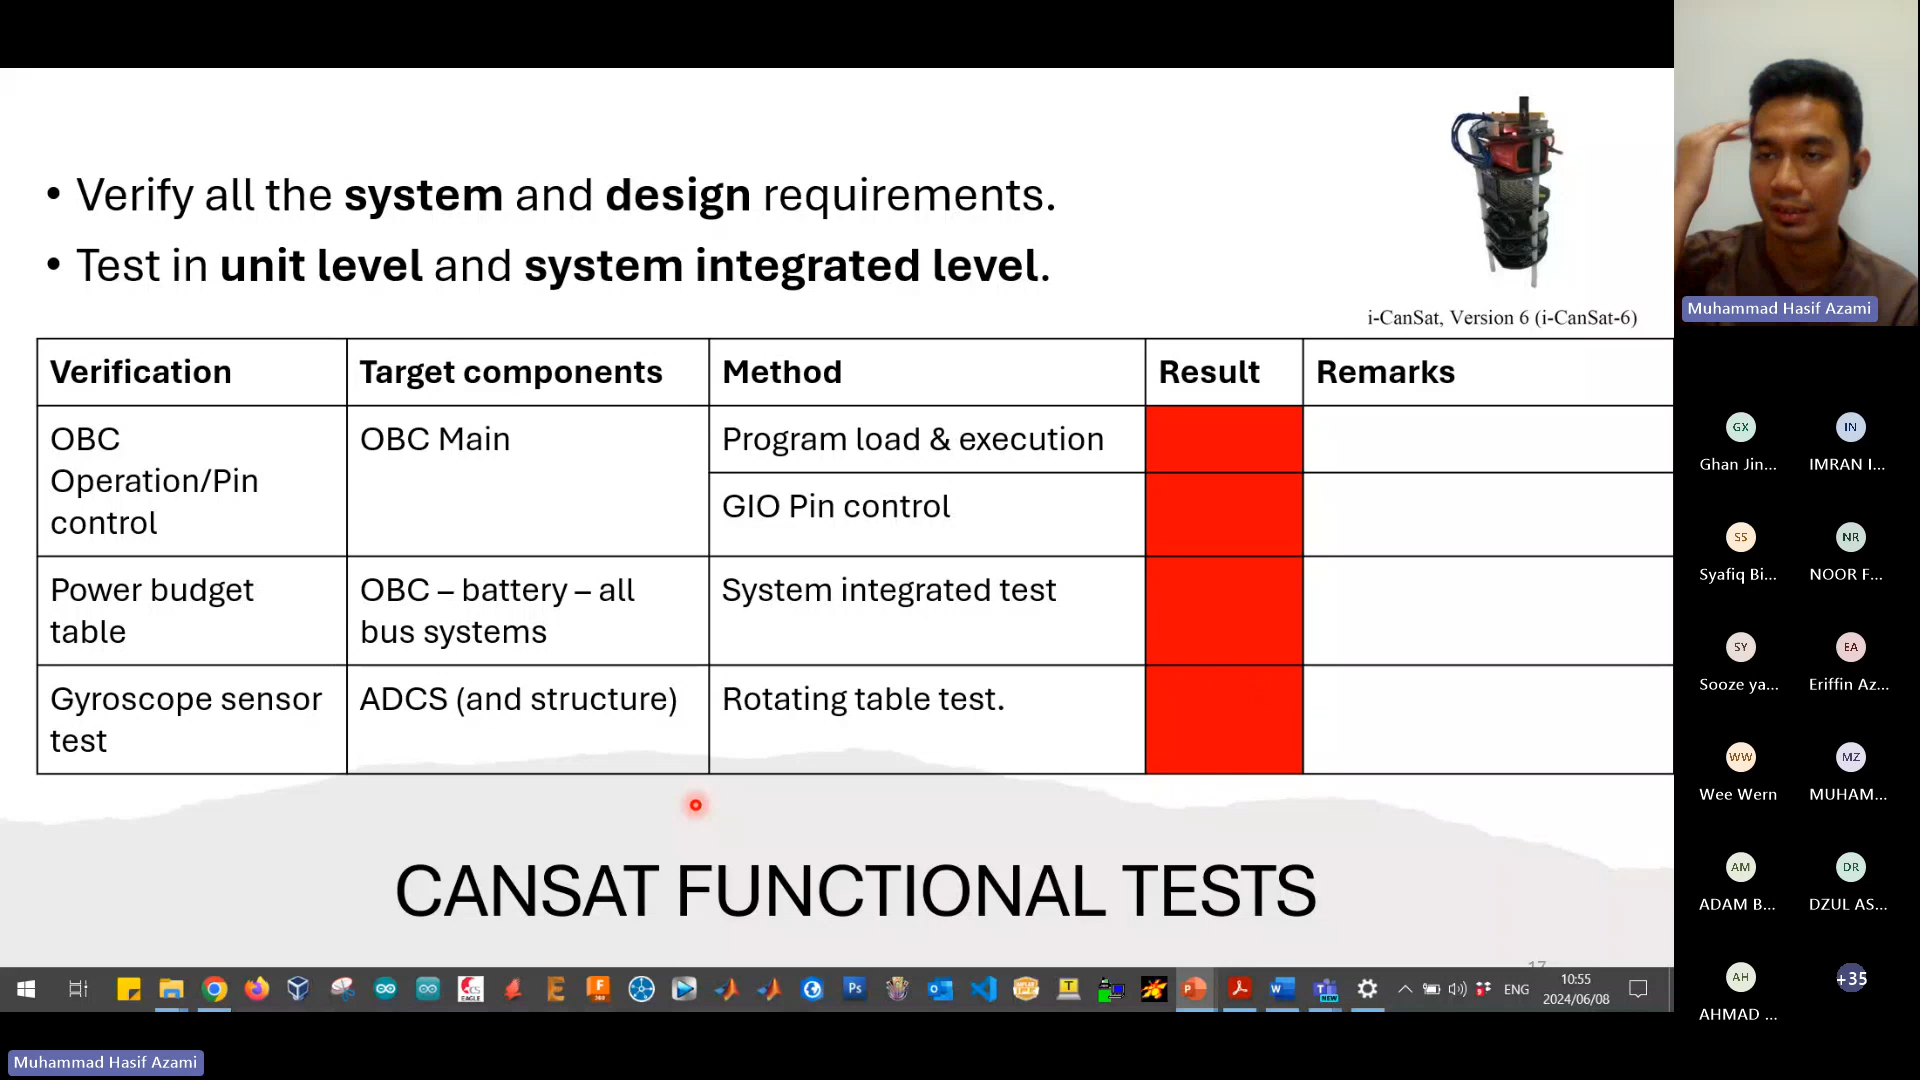 • Verify all the system and design requirements.
• Test in unit level and system integrated level.
i-CanSat, Version 6 (i-CanSat-6)
Verification Target components Method Result Remarks
OBC Operation/Pin control
OBC Main
Program load & execution
GIO Pin control
Power budget table
OBC – battery – all bus systems
System integrated test
Gyroscope sensor test
ADCS (and structure)
Rotating table test.
CANSAT FUNCTIONAL TESTS
17
ENG
10:55
2024/06/08
Muhammad Hasif Azami
Muhammad Hasif Azami
GX IN
Ghan Jin... IMRAN I...
SS NR
Syafiq Bi... NOOR F...
SY EA
Sooze ya... Eriffin Az...
WW MZ
Wee Wern MUHAM...
AM DR
ADAM B... DZUL AS...
AH +35
AHMAD ...